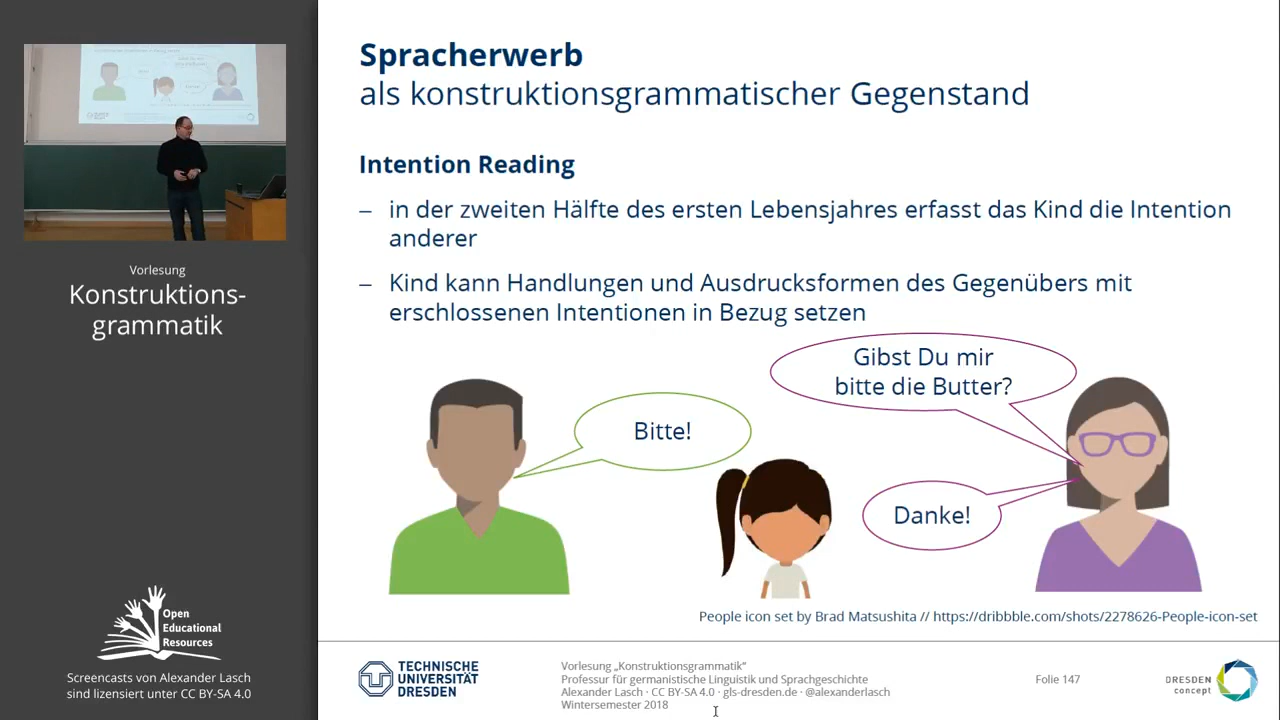 Spracherwerb
als konstruktionsgrammatischer Gegenstand
Intention Reading
– in der zweiten Hälfte des ersten Lebensjahres erfasst das Kind die Intention
anderer
– Kind kann Handlungen und Ausdrucksformen des Gegenübers mit
erschlossenen Intentionen in Bezug setzen
Gibst Du mir
bitte die Butter?
Bitte!
Danke!
People icon set by Brad Matsushita // https://dribbble.com/shots/2278626-People-icon-set
Vorlesung
Konstruktions-
grammatik
Open
Educational
Resources
Screencasts von Alexander Lasch
sind lizensiert unter CC BY-SA 4.0
TECHNISCHE
UNIVERSITÄT
DRESDEN
Vorlesung „Konstruktionsgrammatik“
Professur für germanistische Linguistik und Sprachgeschichte
Alexander Lasch · CC BY-SA 4.0 · gls-dresden.de · @alexanderlasch
Wintersemester 2018
Folie 147
DRESDEN
concept